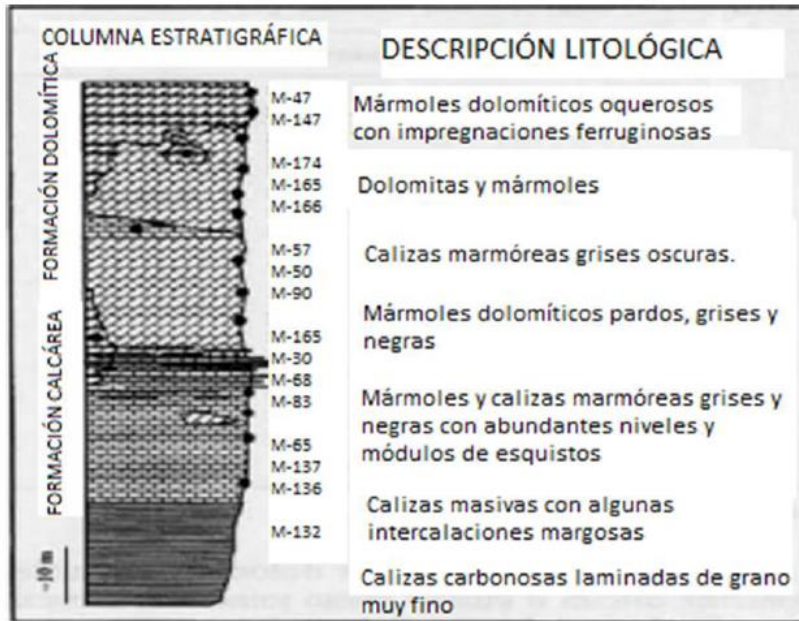 COLUMNA ESTRATIGRÁFICA
DESCRIPCIÓN LITOLÓGICA
FORMACIÓN DOLOMÍTICA
FORMACIÓN CALCÁREA
M-47
M-147
M-174
M-165
M-166
M-57
M-50
M-90
M-165
M-30
M-68
M-83
M-65
M-137
M-136
M-132
~10 m
Mármoles dolomíticos oquerosos
con impregnaciones ferruginosas
Dolomitas y mármoles
Calizas marmóreas grises oscuras.
Mármoles dolomíticos pardos, grises y
negras
Mármoles y calizas marmóreas grises y
negras con abundantes niveles y
módulos de esquistos
Calizas masivas con algunas
intercalaciones margosas
Calizas carbonosas laminadas de grano
muy fino